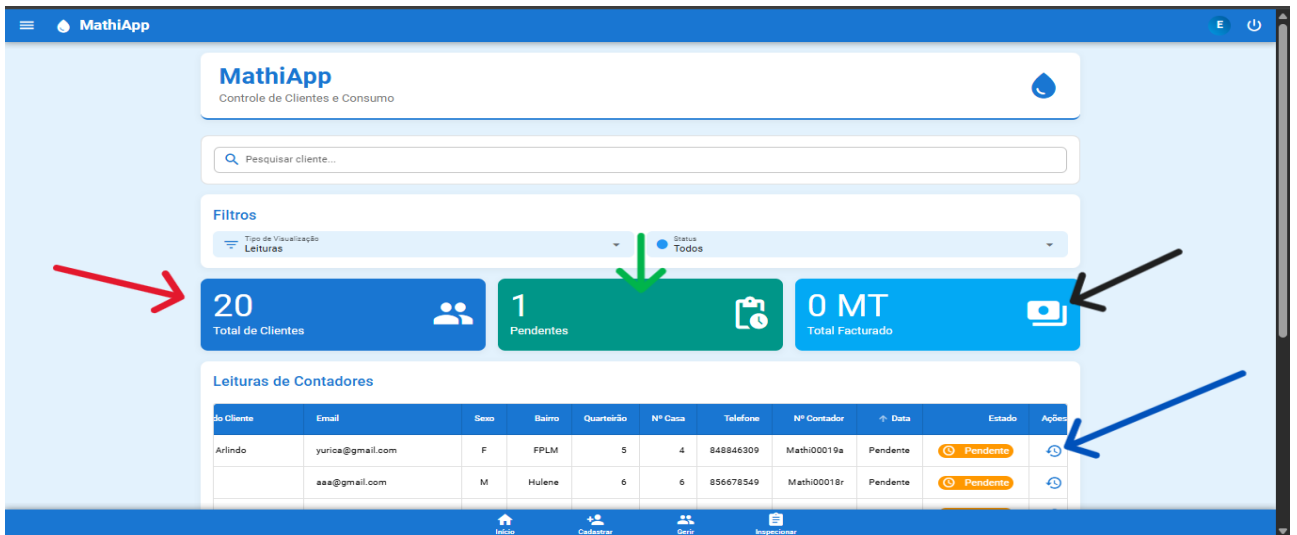 MathiApp
E
MathiApp
Controle de Clientes e Consumo
Pesquisar cliente...
Filtros
Tipo de Visualização
Leituras
Status
Todos
20
Total de Clientes
1
Pendentes
0 MT
Total Facturado
Leituras de Contadores
do Cliente Email Sexo Bairro Quarteirão Nº Casa Telefone Nº Contador Data Estado Ações
Arlindo yurica@gmail.com F FPLM 5 4 848846309 Mathi00019a Pendente Pendente
aaa@gmail.com M Hulene 6 6 856678549 Mathi00018r Pendente Pendente
Início Cadastrar Gerir Inspecionar